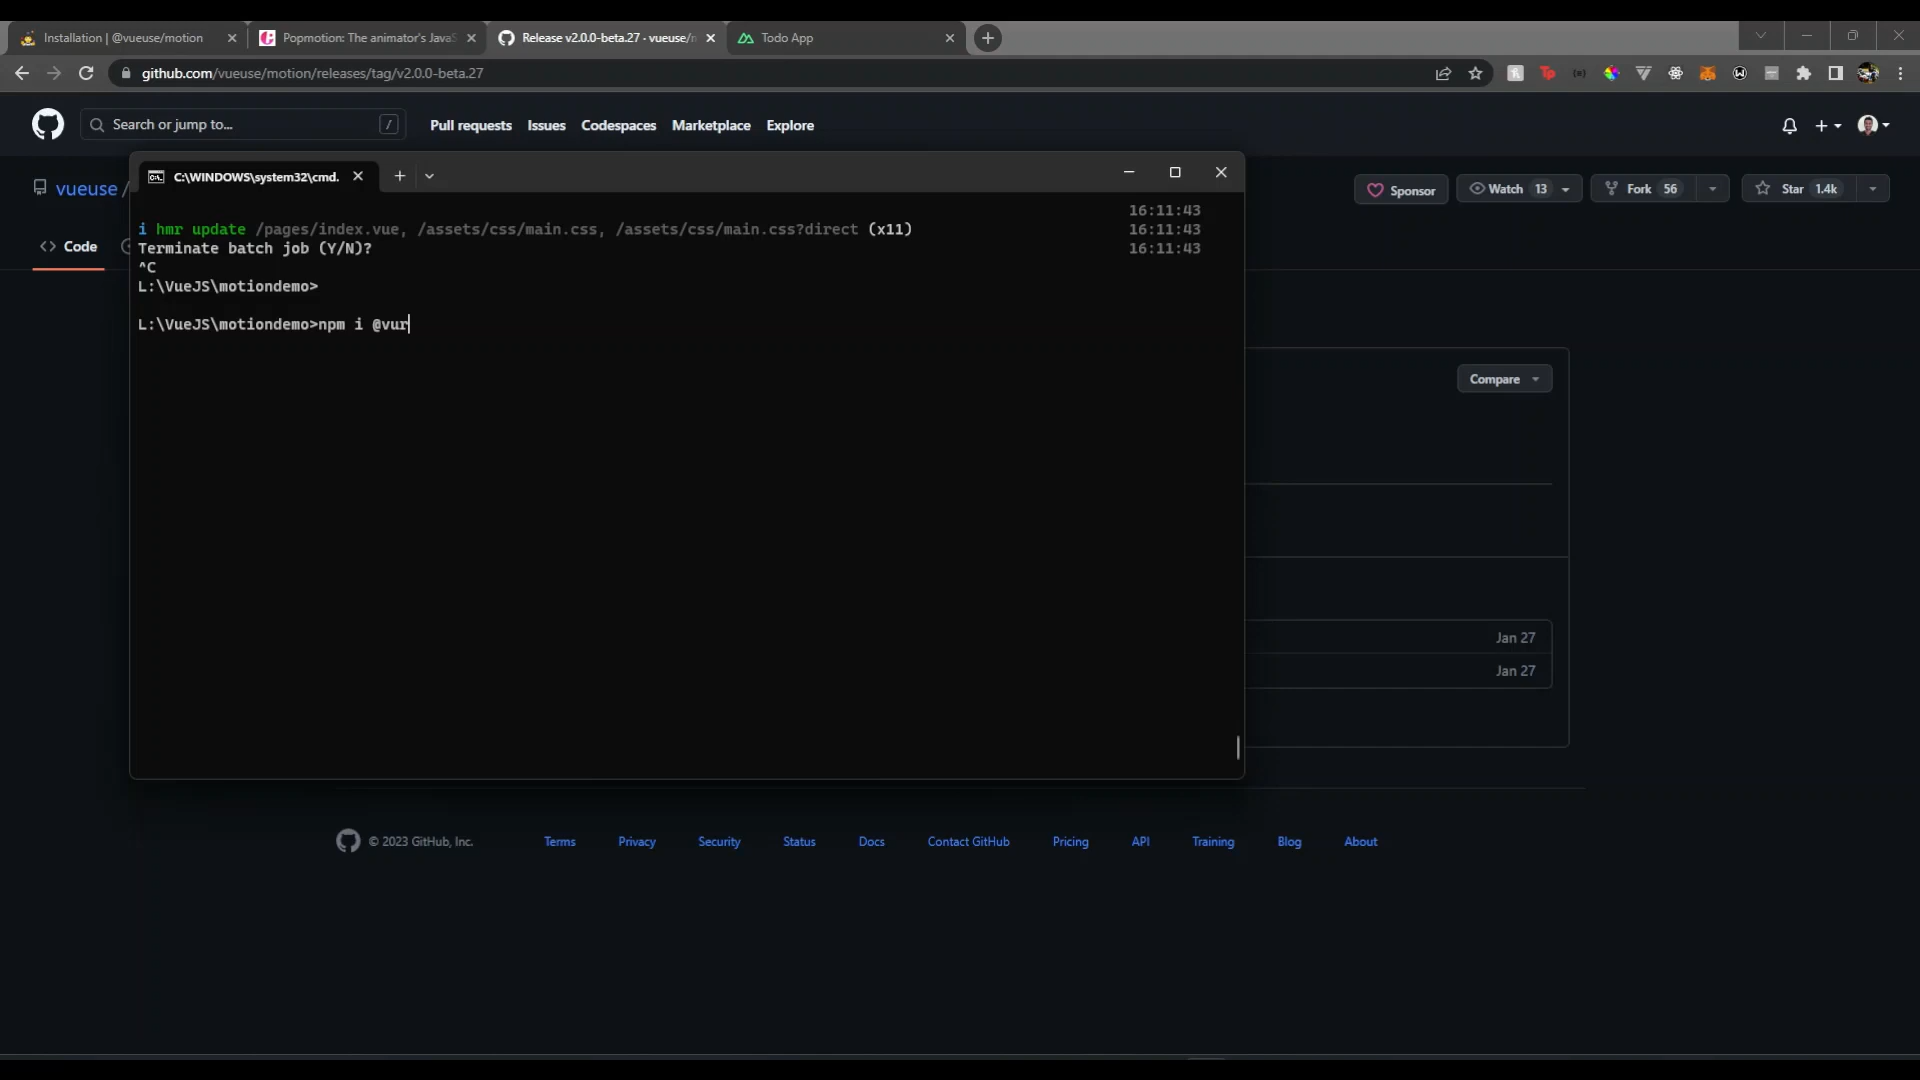 Installation | @vueuse/motion
Popmotion: The animator's JavaS
Release v2.0.0-beta.27 · vueuse/m
Todo App
github.com/vueuse/motion/releases/tag/v2.0.0-beta.27
Search or jump to...
/
Pull requests
Issues
Codespaces
Marketplace
Explore
C:\WINDOWS\system32\cmd.
vueuse /
Sponsor
Watch 13
Fork 56
Star 1.4k
Code
16:11:43
i hmr update /pages/index.vue, /assets/css/main.css, /assets/css/main.css?direct (x11)
16:11:43
Terminate batch job (Y/N)?
16:11:43
^C
L:\VueJS\motiondemo>
L:\VueJS\motiondemo>npm i @vur
Compare
Jan 27
Jan 27
© 2023 GitHub, Inc.
Terms
Privacy
Security
Status
Docs
Contact GitHub
Pricing
API
Training
Blog
About